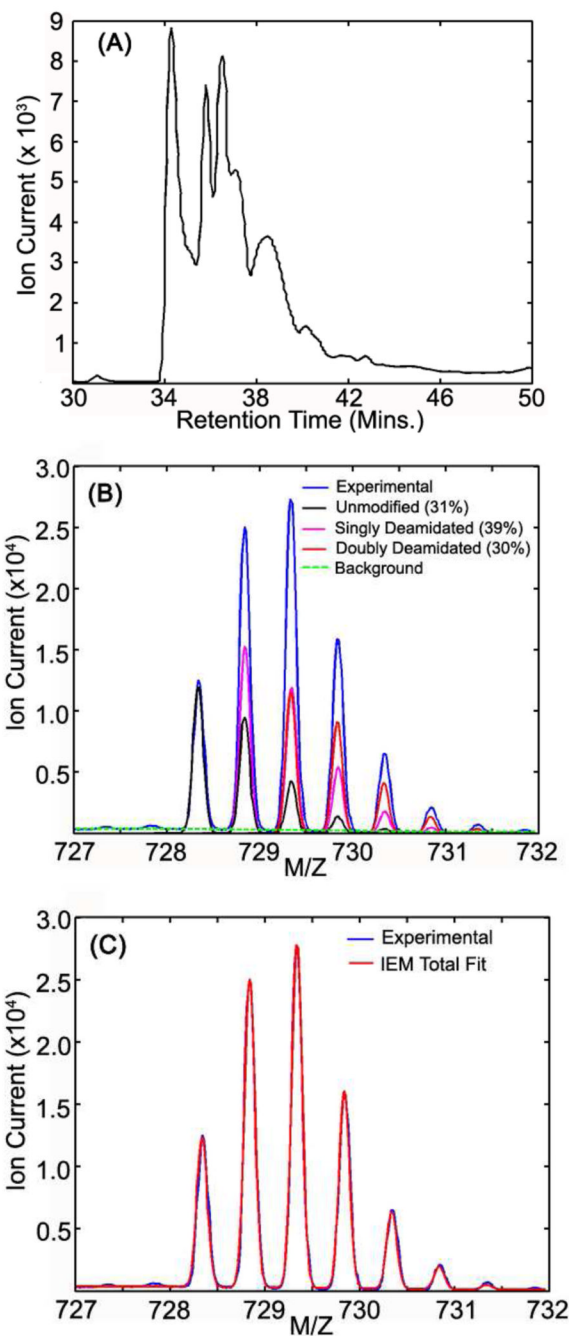 (A)
Ion Current (x 10³)
9
8
7
6
5
4
3
2
1
30 34 38 42 46 50
Retention Time (Mins.)
(B)
Ion Current (x10⁴)
3.0
2.5
2.0
1.5
1.0
0.5
Experimental
Unmodified (31%)
Singly Deamidated (39%)
Doubly Deamidated (30%)
Background
727 728 729 730 731 732
M/Z
(C)
Ion Current (x10⁴)
3.0
2.5
2.0
1.5
1.0
0.5
Experimental
IEM Total Fit
727 728 729 730 731 732
M/Z